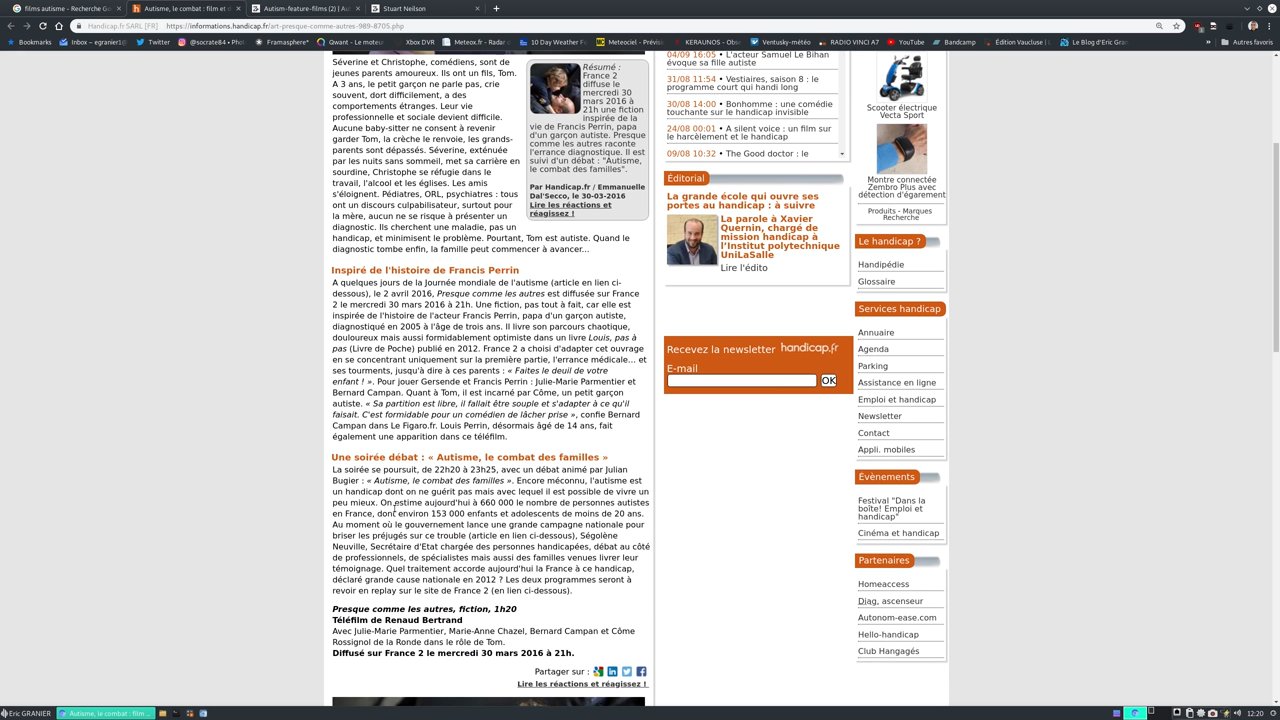 films autisme - Recherche Go
Autisme, le combat : film et d
Autism-feature-films (2) | Au
Stuart Neilson
Handicap.fr SARL [FR]
https://informations.handicap.fr/art-presque-comme-autres-989-8705.php
Bookmarks
Inbox ~ egranier1@
Twitter
@socrate84 • Phot
Framasphere*
Qwant - Le moteur
Xbox DVR
Meteox.fr - Radar d
10 Day Weather F
Meteociel - Prévis
KERAUNOS - Obs
Ventusky-météo
RADIO VINCI A7
YouTube
Bandcamp
Édition Vaucluse |
Le Blog d'Eric Gran
»
Autres favoris
Séverine et Christophe, comédiens, sont de
jeunes parents amoureux. Ils ont un fils, Tom.
A 3 ans, le petit garçon ne parle pas, crie
souvent, dort difficilement, a des
comportements étranges. Leur vie
professionnelle et sociale devient difficile.
Aucune baby-sitter ne consent à revenir
garder Tom, la crèche le renvoie, les grands-
parents sont dépassés. Séverine, exténuée
par les nuits sans sommeil, met sa carrière en
sourdine, Christophe se réfugie dans le
travail, l'alcool et les églises. Les amis
s'éloignent. Pédiatres, ORL, psychiatres : tous
ont un discours culpabilisateur, surtout pour
la mère, aucun ne se risque à présenter un
diagnostic. Ils cherchent une maladie, pas un
handicap, et minimisent le problème. Pourtant, Tom est autiste. Quand le
diagnostic tombe enfin, la famille peut commencer à avancer...
Résumé :
France 2
diffuse le
mercredi 30
mars 2016 à
21h une fiction
inspirée de la
vie de Francis Perrin, papa
d'un garçon autiste. Presque
comme les autres raconte
l'errance diagnostique. Il est
suivi d'un débat : "Autisme,
le combat des familles".
Par Handicap.fr / Emmanuelle
Dal'Secco, le 30-03-2016
Lire les réactions et
réagissez !
Inspiré de l'histoire de Francis Perrin
A quelques jours de la Journée mondiale de l'autisme (article en lien ci-
dessous), le 2 avril 2016, Presque comme les autres est diffusée sur France
2 le mercredi 30 mars 2016 à 21h. Une fiction, pas tout à fait, car elle est
inspirée de l'histoire de l'acteur Francis Perrin, papa d'un garçon autiste,
diagnostiqué en 2005 à l'âge de trois ans. Il livre son parcours chaotique,
douloureux mais aussi formidablement optimiste dans un livre Louis, pas à
pas (Livre de Poche) publié en 2012. France 2 a choisi d'adapter cet ouvrage
en se concentrant uniquement sur la première partie, l'errance médicale... et
ses tourments, jusqu'à dire à ces parents : « Faites le deuil de votre
enfant ! ». Pour jouer Gersende et Francis Perrin : Julie-Marie Parmentier et
Bernard Campan. Quant à Tom, il est incarné par Côme, un petit garçon
autiste. « Sa partition est libre, il fallait être souple et s'adapter à ce qu'il
faisait. C'est formidable pour un comédien de lâcher prise », confie Bernard
Campan dans Le Figaro.fr. Louis Perrin, désormais âgé de 14 ans, fait
également une apparition dans ce téléfilm.
Une soirée débat : « Autisme, le combat des familles »
La soirée se poursuit, de 22h20 à 23h25, avec un débat animé par Julian
Bugier : « Autisme, le combat des familles ». Encore méconnu, l'autisme est
un handicap dont on ne guérit pas mais avec lequel il est possible de vivre un
peu mieux. On estime aujourd'hui à 660 000 le nombre de personnes autistes
en France, dont environ 153 000 enfants et adolescents de moins de 20 ans.
Au moment où le gouvernement lance une grande campagne nationale pour
briser les préjugés sur ce trouble (article en lien ci-dessous), Ségolène
Neuville, Secrétaire d'Etat chargée des personnes handicapées, débat au côté
de professionnels, de spécialistes mais aussi des familles venues livrer leur
témoignage. Quel traitement accorde aujourd'hui la France à ce handicap,
déclaré grande cause nationale en 2012 ? Les deux programmes seront à
revoir en replay sur le site de France 2 (en lien ci-dessous).
Presque comme les autres, fiction, 1h20
Téléfilm de Renaud Bertrand
Avec Julie-Marie Parmentier, Marie-Anne Chazel, Bernard Campan et Côme
Rossignol de la Ronde dans le rôle de Tom.
Diffusé sur France 2 le mercredi 30 mars 2016 à 21h.
Partager sur :
Lire les réactions et réagissez !
04/09 16:05 • L'acteur Samuel Le Bihan
évoque sa fille autiste
31/08 11:54 • Vestiaires, saison 8 : le
programme court qui handi long
30/08 14:00 • Bonhomme : une comédie
touchante sur le handicap invisible
24/08 00:01 • A silent voice : un film sur
le harcèlement et le handicap
09/08 10:32 • The Good doctor : le
Éditorial
La grande école qui ouvre ses
portes au handicap : à suivre
La parole à Xavier
Quernin, chargé de
mission handicap à
l'Institut polytechnique
UniLaSalle
Lire l'édito
Recevez la newsletter handicap.fr
E-mail
OK
Scooter électrique
Vecta Sport
Montre connectée
Zembro Plus avec
détection d'égarement
Produits - Marques
Recherche
Le handicap ?
Handipédie
Glossaire
Services handicap
Annuaire
Agenda
Parking
Assistance en ligne
Emploi et handicap
Newsletter
Contact
Appli. mobiles
Évènements
Festival "Dans la
boîte! Emploi et
handicap"
Cinéma et handicap
Partenaires
Homeaccess
Diag. ascenseur
Autonom-ease.com
Hello-handicap
Club Hangagés
Eric GRANIER
Autisme, le combat : film ...
12:20